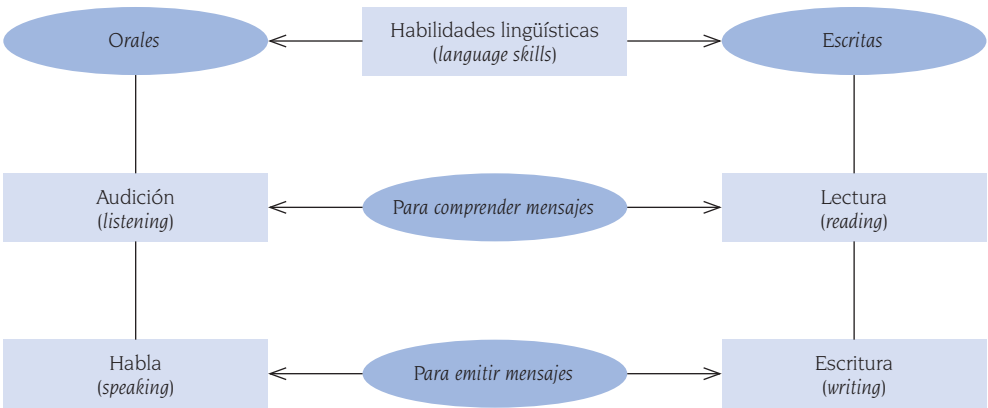 Orales
Habilidades lingüísticas
(language skills)
Escritas
Audición
(listening)
Para comprender mensajes
Lectura
(reading)
Habla
(speaking)
Para emitir mensajes
Escritura
(writing)